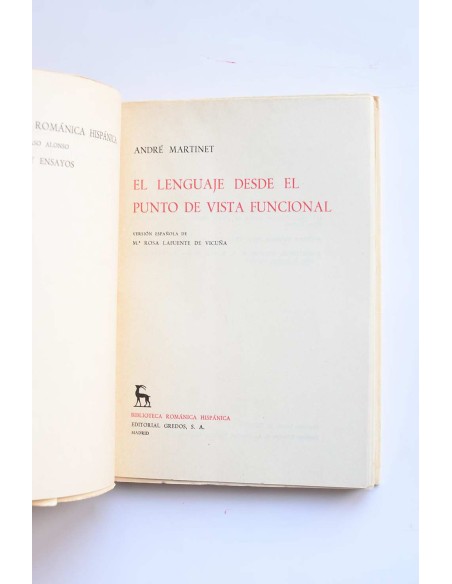 ROMÁNICA HISPÁNICA
ALONSO
ENSAYOS
ANDRÉ MARTINET
EL LENGUAJE DESDE EL
PUNTO DE VISTA FUNCIONAL
VERSIÓN ESPAÑOLA DE
M.ª ROSA LAFUENTE DE VICUÑA
BIBLIOTECA ROMÁNICA HISPÁNICA
EDITORIAL GREDOS, S. A.
MADRID